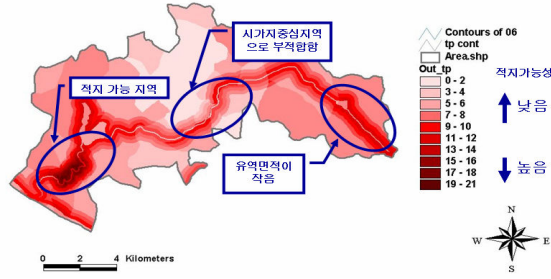 시가지중심지역
으로 부적합함
적지 가능 지역
유역면적이
작음
Contours of 06
tp cont
Area.shp
Out_tp
0 - 2
3 - 4
5 - 6
7 - 8
9 - 10
11 - 12
13 - 14
15 - 16
17 - 18
19 - 21
적지가능성
낮음
높음
0 2 4 Kilometers
N
W E
S